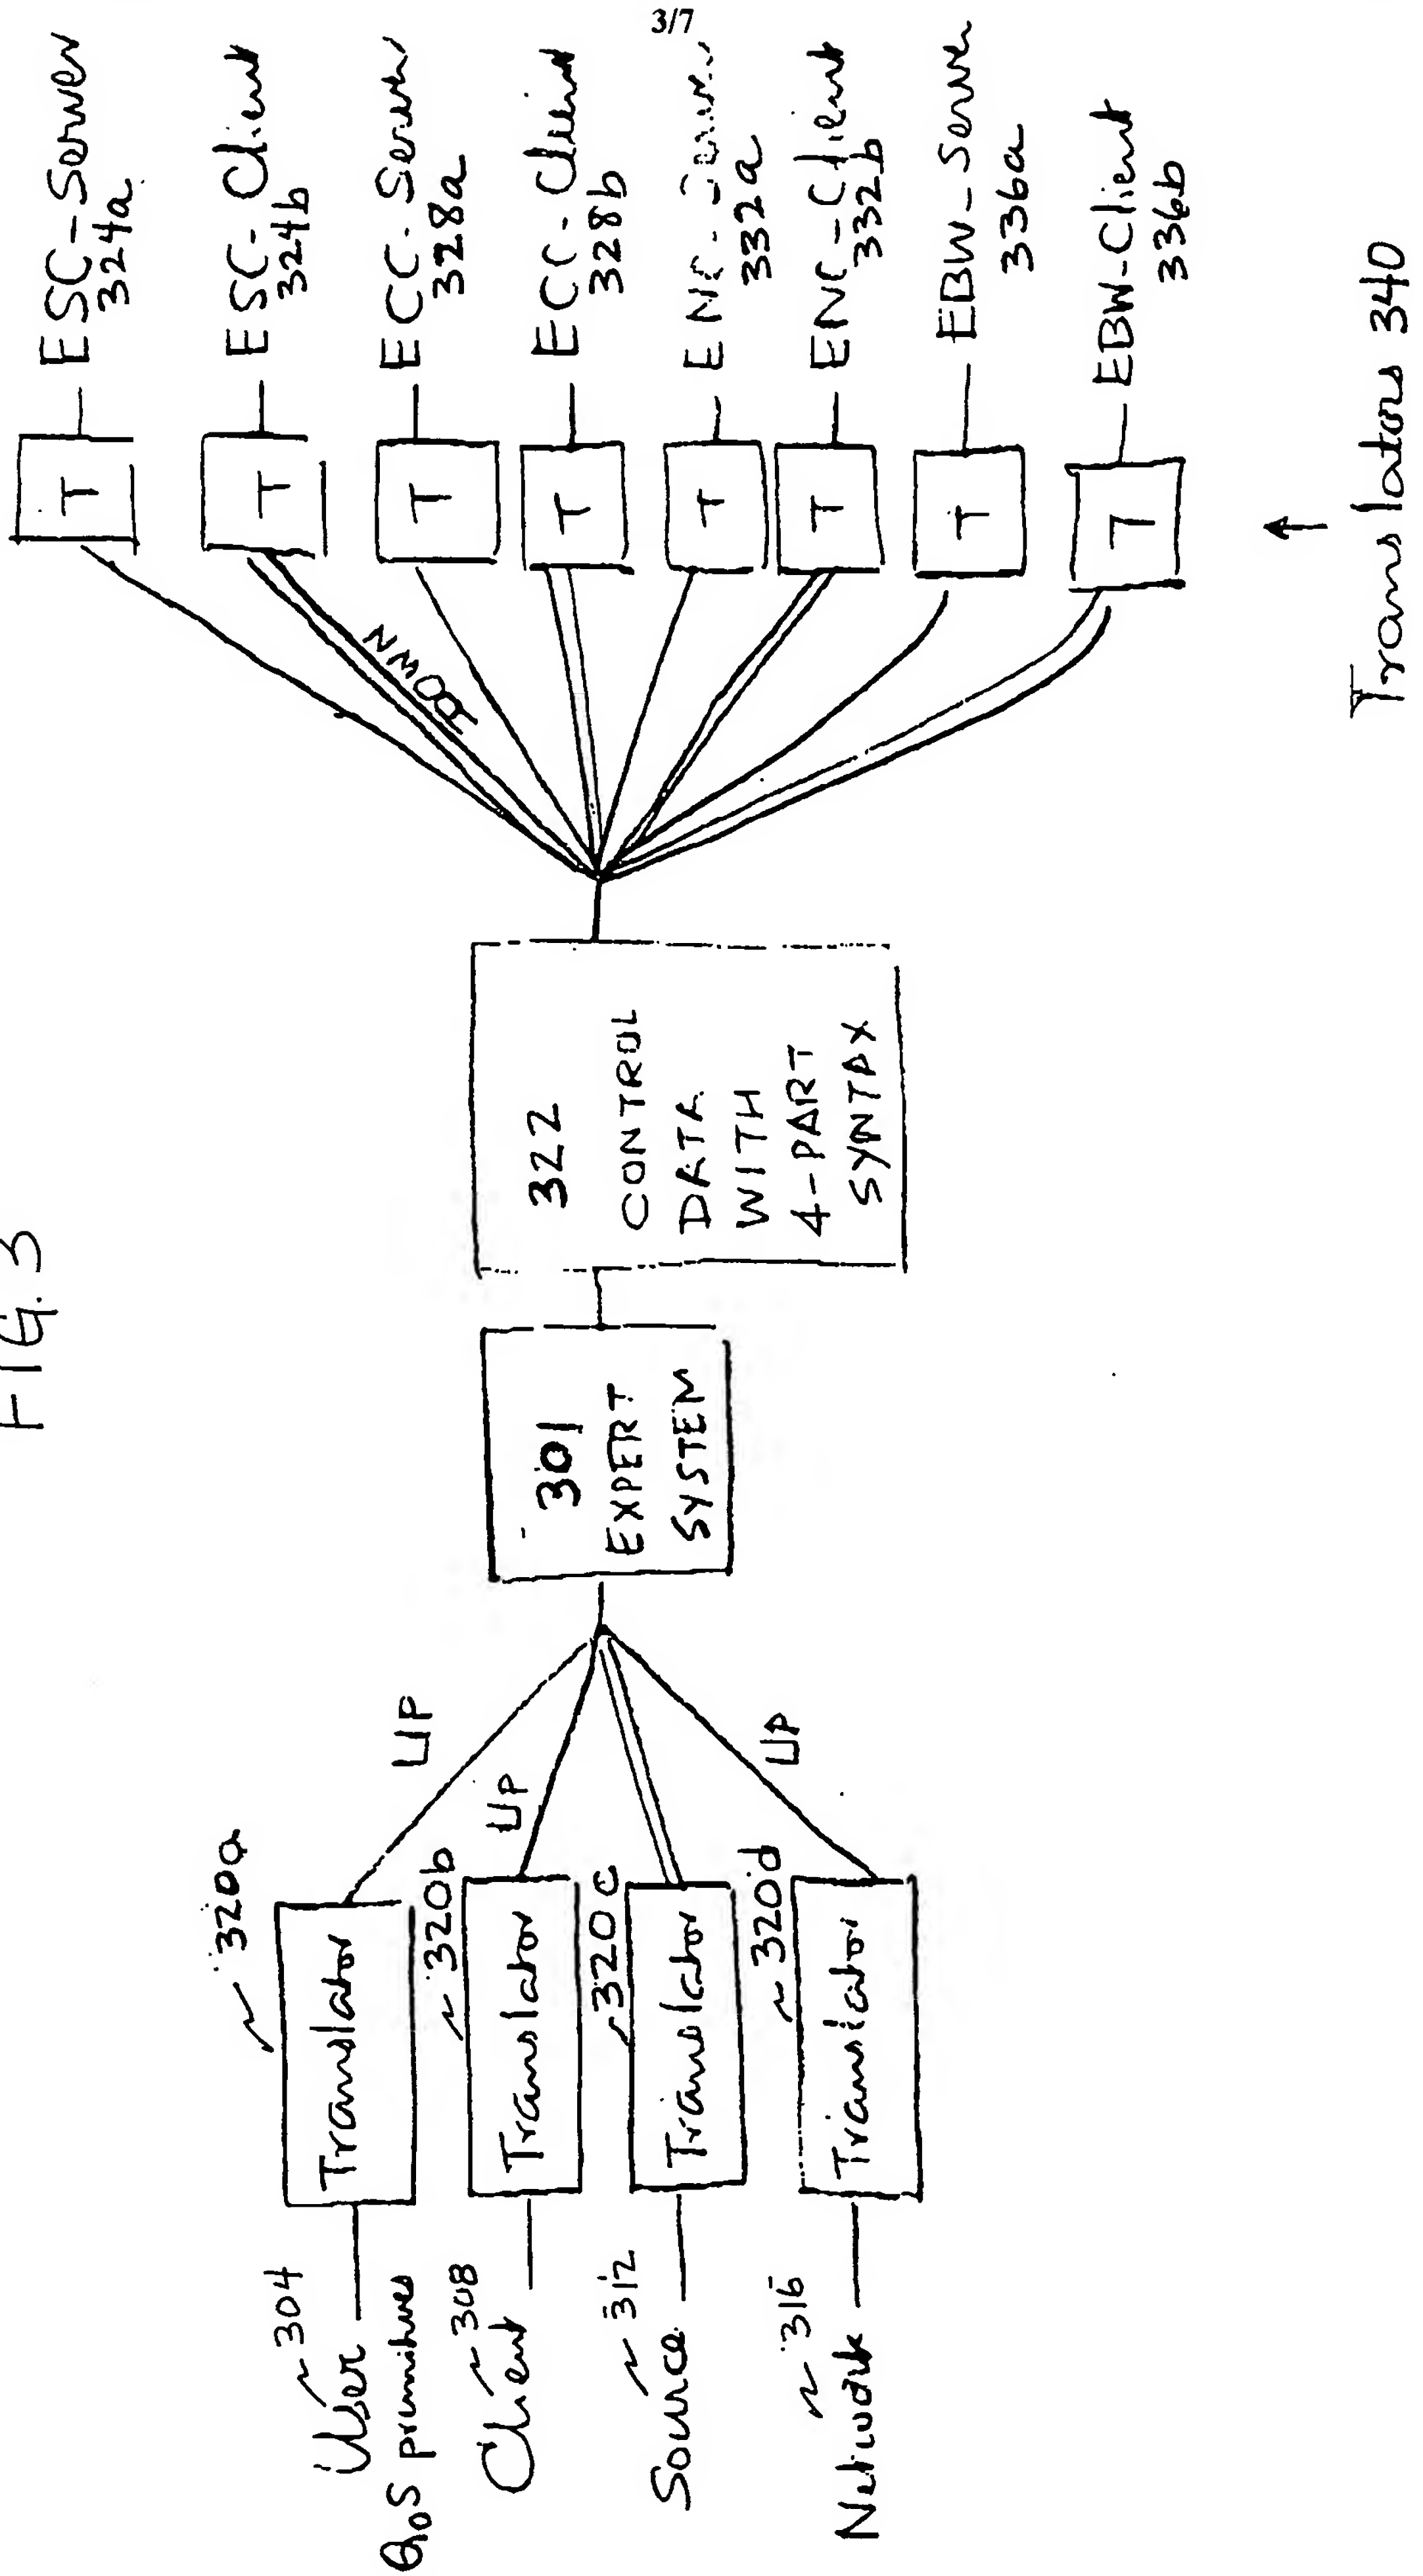 3/7
FIG. 3
User ~304
QoS primitives
Client ~308
Source ~312
Network ~316
Translator ~320a
Translator ~320b
Translator 320c
Translator ~320d
UP
UP
UP
301
EXPERT
SYSTEM
322
CONTROL
DATA
WITH
4-PART
SYNTAX
DOWN
T
ESC-Server
324a
T
ESC-Client
324b
T
ECC-Server
328a
T
ECC-Client
328b
T
ENC-
332a
T
ENC-Client
332b
T
EBW-Server
336a
T
EBW-Client
336b
Translators 340